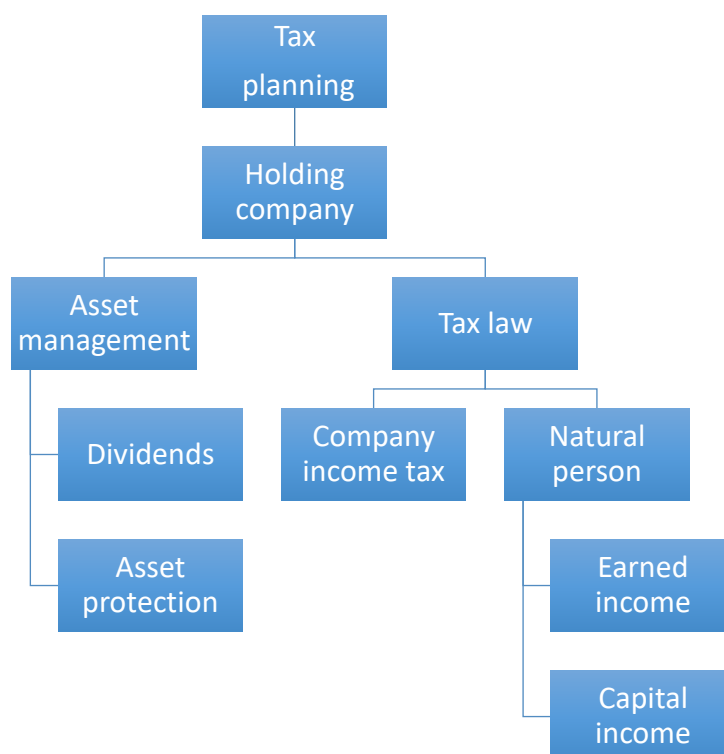 Tax
planning
Holding
company
Asset
management
Tax law
Dividends
Company
income tax
Natural
person
Asset
protection
Earned
income
Capital
income